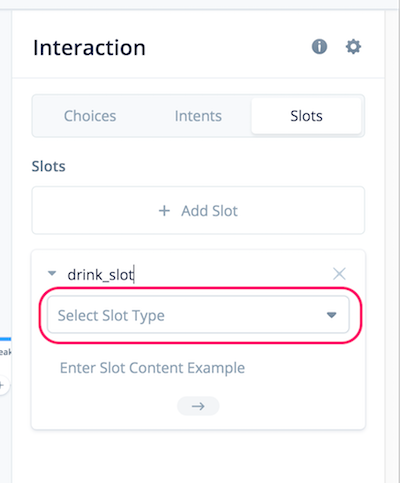 Interaction
Choices Intents Slots
Slots
+ Add Slot
drink_slot
Select Slot Type
eak
Enter Slot Content Example